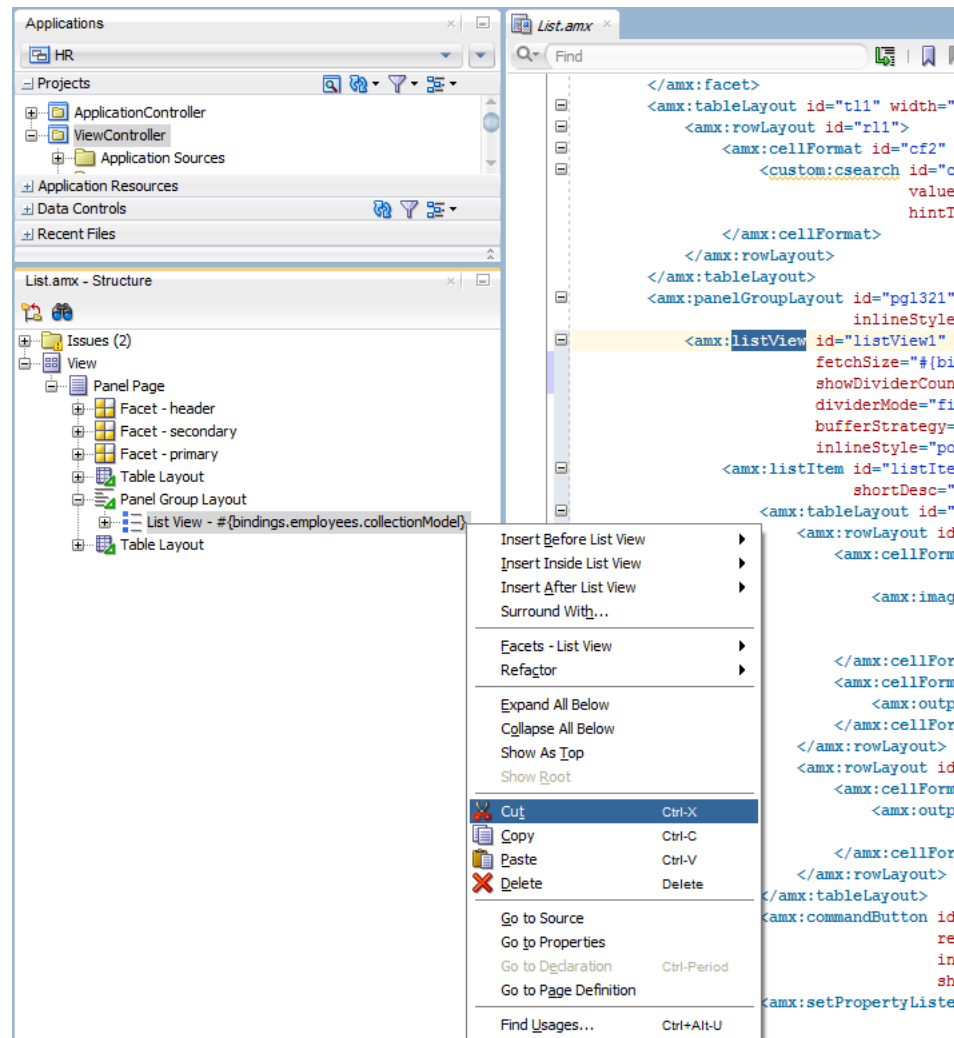 Applications
HR
Projects
ApplicationController
ViewController
Application Sources
Application Resources
Data Controls
Recent Files
List.amx - Structure
Issues (2)
View
Panel Page
Facet - header
Facet - secondary
Facet - primary
Table Layout
Panel Group Layout
List View - #{bindings.employees.collectionModel}
Table Layout
Insert Before List View
Insert Inside List View
Insert After List View
Surround With...
Facets - List View
Refactor
Expand All Below
Collapse All Below
Show As Top
Show Root
Cut Ctrl-X
Copy Ctrl-C
Paste Ctrl-V
Delete Delete
Go to Source
Go to Properties
Go to Declaration Ctrl-Period
Go to Page Definition
Find Usages... Ctrl+Alt-U
List.amx
Find
</amx:facet>
<amx:tableLayout id="tl1" width="
<amx:rowLayout id="rl1">
<amx:cellFormat id="cf2"
<custom:csearch id="c
value
hintT
</amx:cellFormat>
</amx:rowLayout>
</amx:tableLayout>
<amx:panelGroupLayout id="pgl321"
inlineStyle
<amx:listView id="listView1"
fetchSize="#{bi
showDividerCoun
dividerMode="fi
bufferStrategy=
inlineStyle="po
<amx:listItem id="listIte
shortDesc="
<amx:tableLayout id="
<amx:rowLayout id
<amx:cellForm
<amx:imag
</amx:cellFor
<amx:cellForm
<amx:outp
</amx:cellFor
</amx:rowLayout>
<amx:rowLayout id
<amx:cellForm
<amx:outp
</amx:cellFor
</amx:rowLayout>
</amx:tableLayout>
<amx:commandButton id
re
in
sh
<amx:setPropertyListe